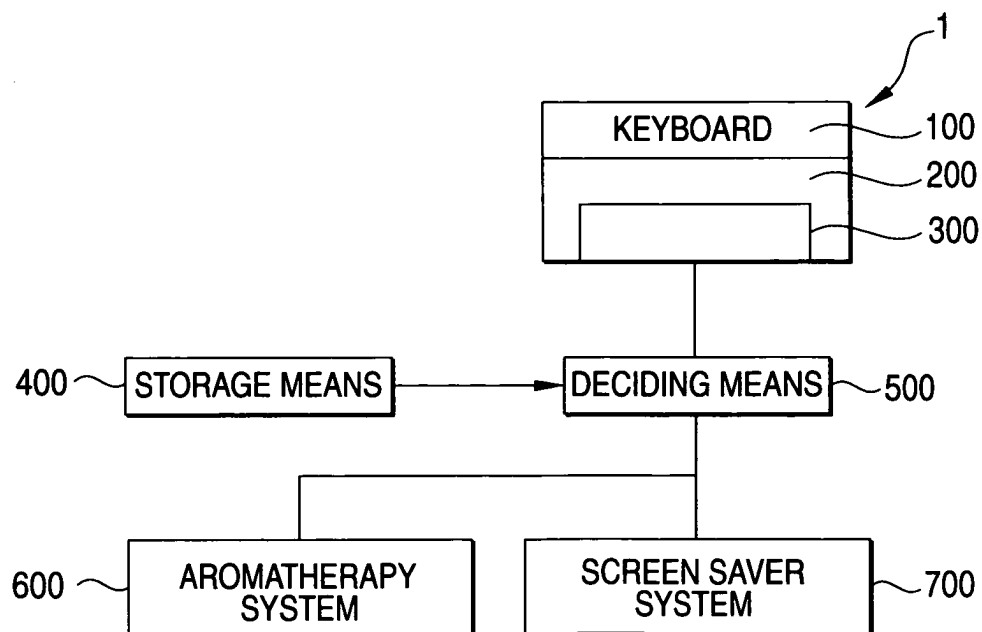 1
KEYBOARD
100
200
300
400
STORAGE MEANS
DECIDING MEANS
500
600
AROMATHERAPY
SYSTEM
SCREEN SAVER
SYSTEM
700